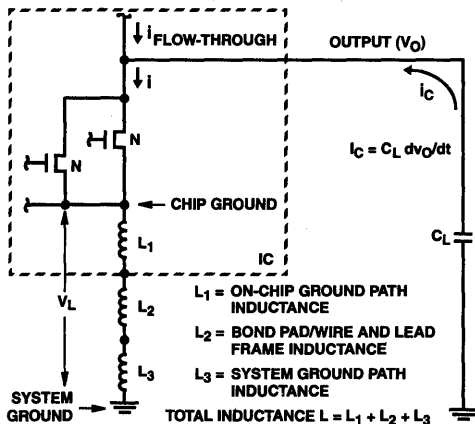 i FLOW-THROUGH
OUTPUT (VO)
i
iC
N
N
IC = CL dvO/dt
CHIP GROUND
L1
CL
IC
VL
L1 = ON-CHIP GROUND PATH
INDUCTANCE
L2
L2 = BOND PAD/WIRE AND LEAD
FRAME INDUCTANCE
L3
L3 = SYSTEM GROUND PATH
INDUCTANCE
SYSTEM
GROUND
TOTAL INDUCTANCE L = L1 + L2 + L3